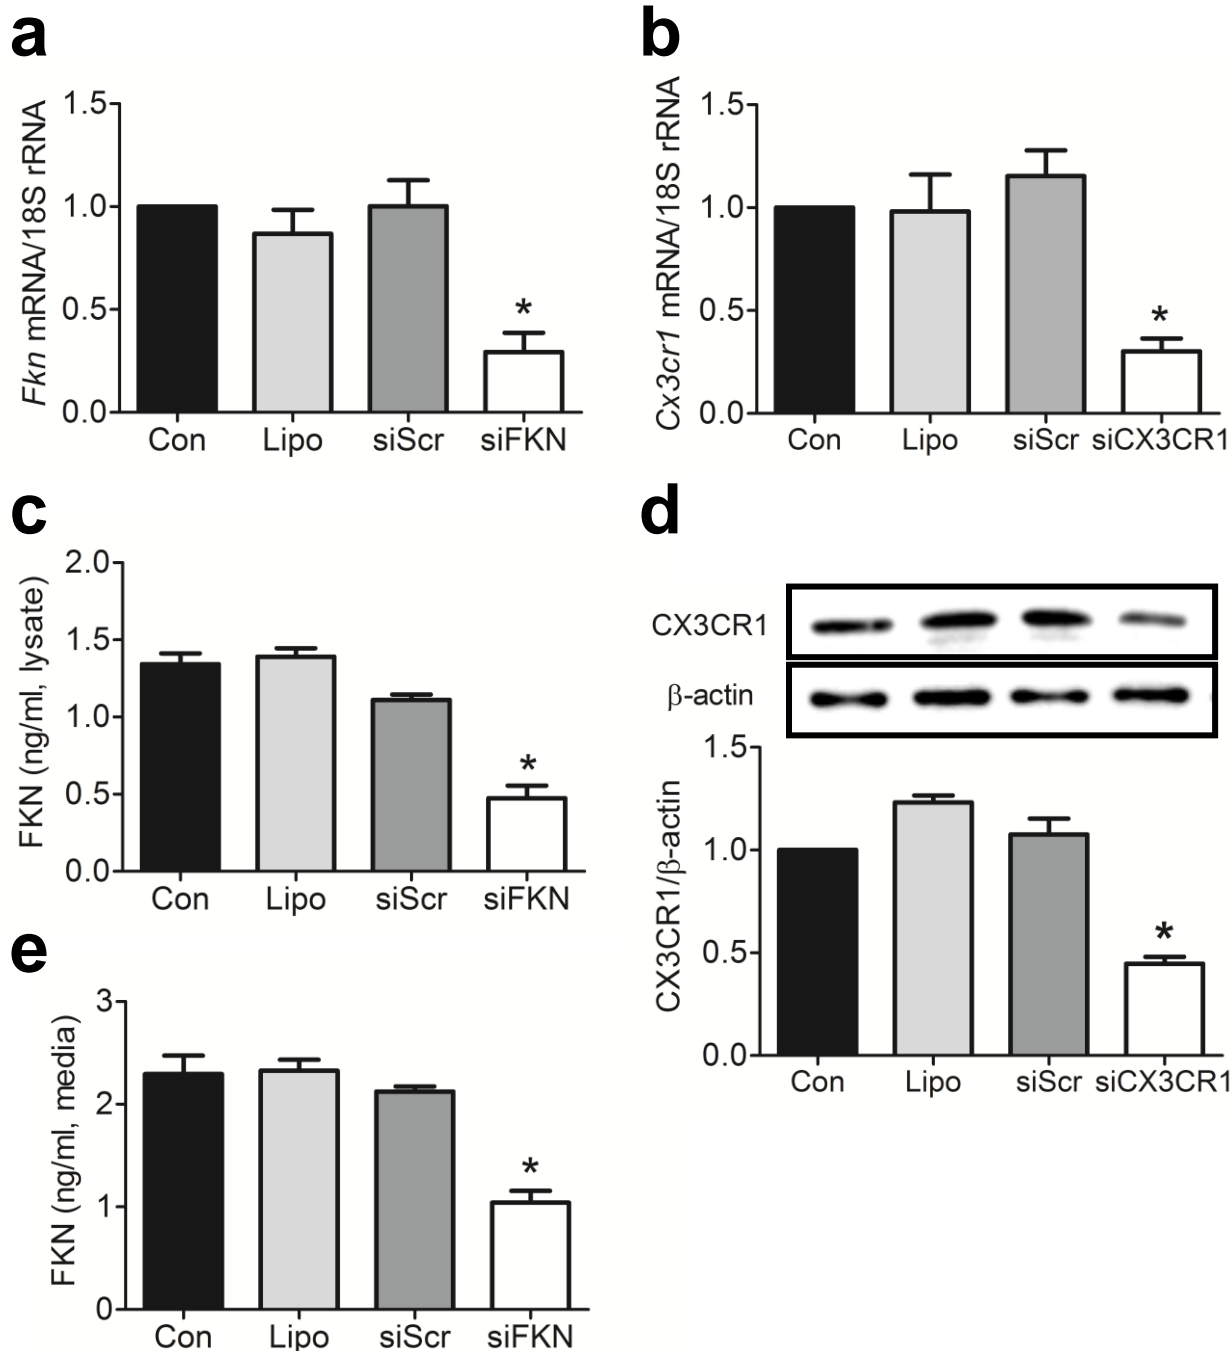 a
Fkn mRNA/18S rRNA
1.5
1.0
0.5
0.0
*
Con Lipo siScr siFKN
b
Cx3cr1 mRNA/18S rRNA
1.5
1.0
0.5
0.0
*
Con Lipo siScr siCX3CR1
c
FKN (ng/ml, lysate)
2.0
1.5
1.0
0.5
0.0
*
Con Lipo siScr siFKN
d
CX3CR1
β-actin
CX3CR1/β-actin
1.5
1.0
0.5
0.0
*
Con Lipo siScr siCX3CR1
e
FKN (ng/ml, media)
3
2
1
0
*
Con Lipo siScr siFKN